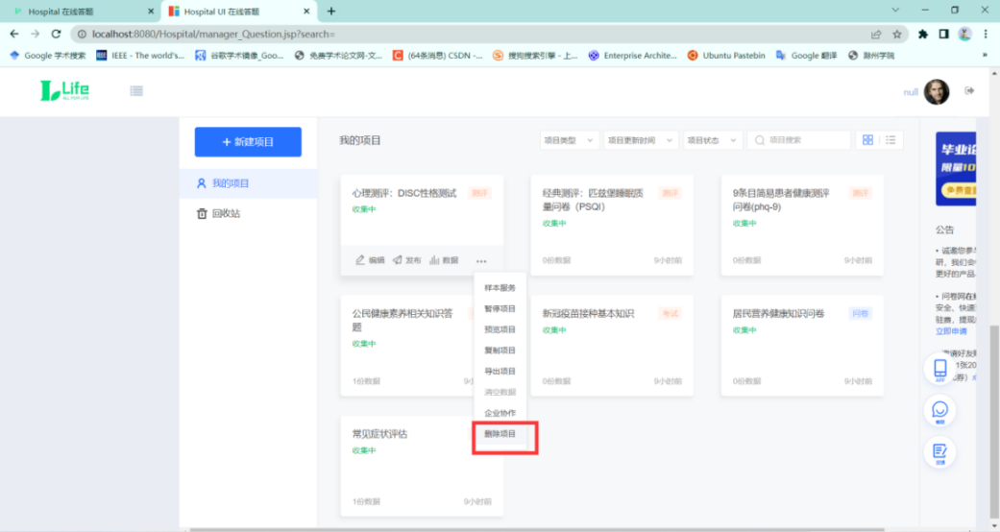 Hospital 在线答题
Hospital UI 在线答题
localhost:8080/Hospital/manager_Question.jsp?search=
Google 学术搜索
IEEE - The world's...
谷歌学术镜像_Goo...
免费学术论文网-文...
(64条消息) CSDN -...
搜狗搜索引擎 - 上...
Enterprise Archite...
Ubuntu Pastebin
Google 翻译
滁州学院
Life
ALL FOR LIFE
null
+ 新建项目
我的项目
回收站
我的项目
项目类型
项目更新时间
项目状态
项目搜索
心理测评：DISC性格测试
测评
收集中
编辑
发布
数据
经典测评：匹兹堡睡眠质
量问卷（PSQI）
测评
收集中
0份数据
9小时前
9条目简易患者健康测评
问卷(phq-9)
测评
收集中
0份数据
9小时前
样本服务
暂停项目
预览项目
复制项目
导出项目
清空数据
企业协作
删除项目
公民健康素养相关知识答
题
收集中
1份数据
9小
新冠疫苗接种基本知识
考试
收集中
0份数据
9小时前
居民营养健康知识问卷
问卷
收集中
0份数据
9小时前
常见症状评估
收集中
1份数据
9小时前
毕业论
限量10
免费查重
公告
• 诚邀您参与
研，我们会
更好的产品
• 问卷网在线
安全、快速
驻赛，提现
立即申请
邀请好友
1张20
APP
客服
反馈